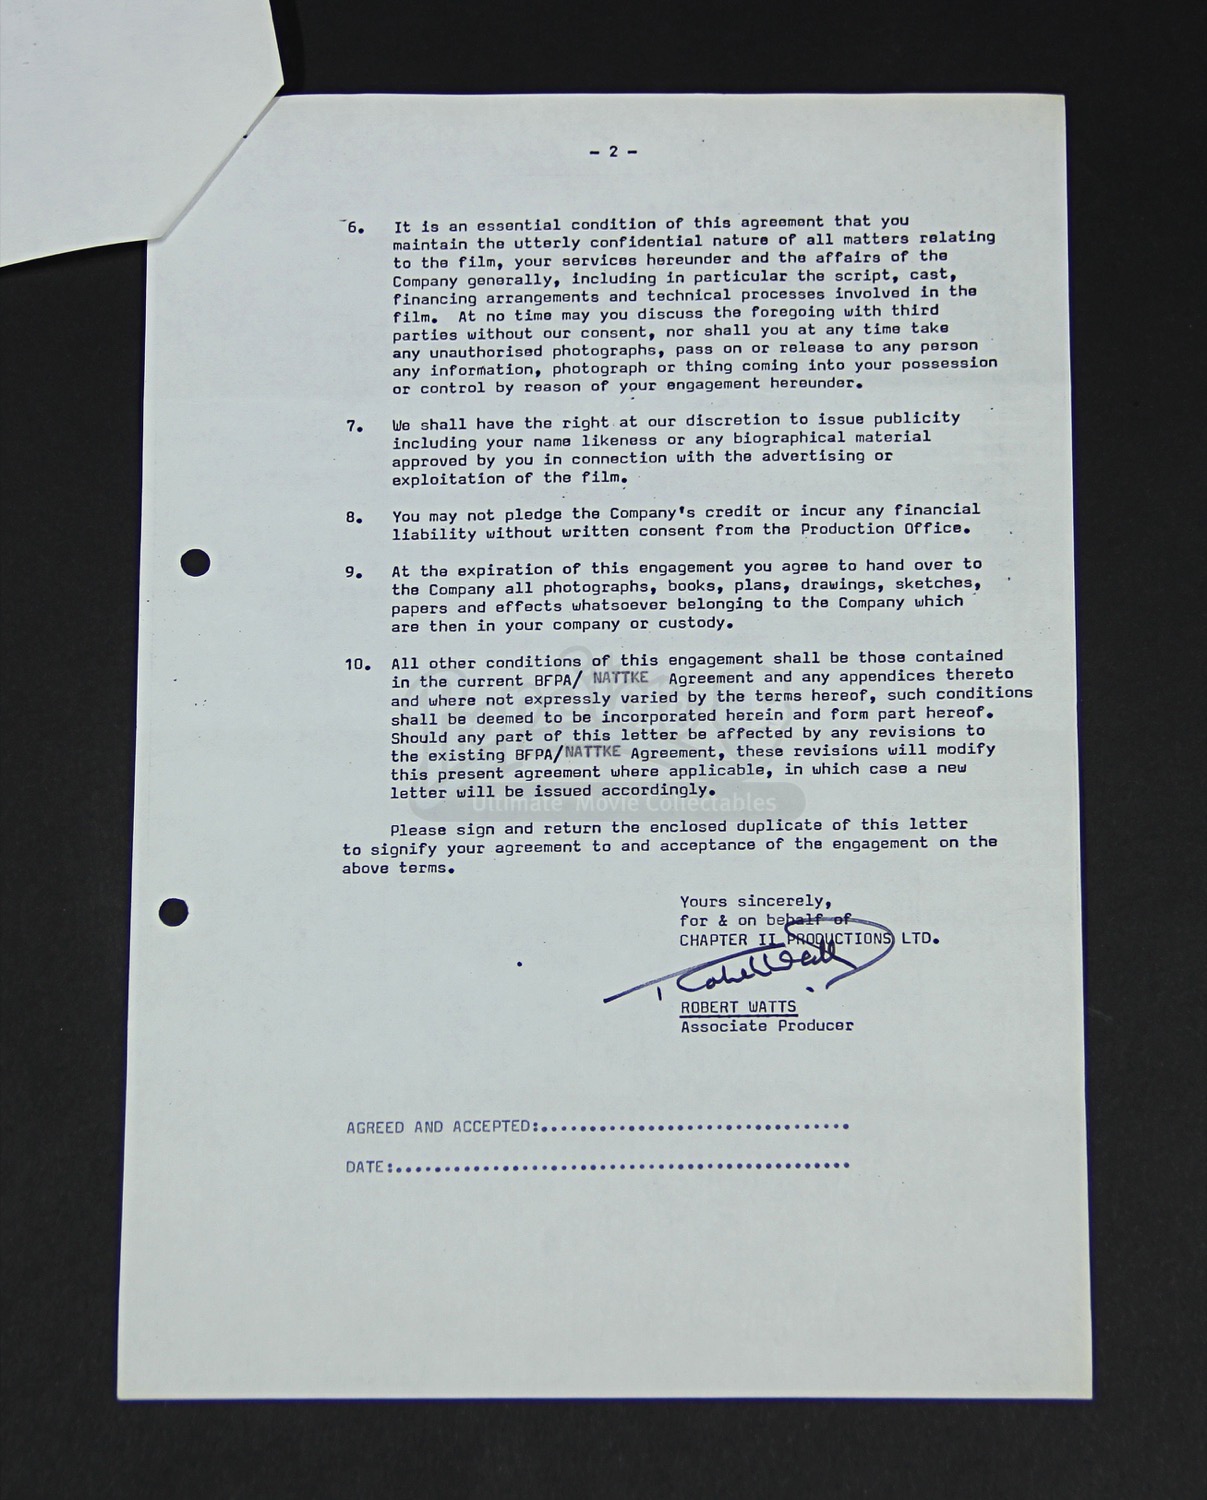 - 2 -
6. It is an essential condition of this agreement that you
maintain the utterly confidential nature of all matters relating
to the film, your services hereunder and the affairs of the
Company generally, including in particular the script, cast,
financing arrangements and technical processes involved in the
film. At no time may you discuss the foregoing with third
parties without our consent, nor shall you at any time take
any unauthorised photographs, pass on or release to any person
any information, photograph or thing coming into your possession
or control by reason of your engagement hereunder.
7. We shall have the right at our discretion to issue publicity
including your name likeness or any biographical material
approved by you in connection with the advertising or
exploitation of the film.
8. You may not pledge the Company's credit or incur any financial
liability without written consent from the Production Office.
9. At the expiration of this engagement you agree to hand over to
the Company all photographs, books, plans, drawings, sketches,
papers and effects whatsoever belonging to the Company which
are then in your company or custody.
10. All other conditions of this engagement shall be those contained
in the current BFPA/ NATTKE Agreement and any appendices thereto
and where not expressly varied by the terms hereof, such conditions
shall be deemed to be incorporated herein and form part hereof.
Should any part of this letter be affected by any revisions to
the existing BFPA/NATTKE Agreement, these revisions will modify
this present agreement where applicable, in which case a new
letter will be issued accordingly.
Ultimate Movie Collectables
Please sign and return the enclosed duplicate of this letter
to signify your agreement to and acceptance of the engagement on the
above terms.
Yours sincerely,
for & on behalf of
CHAPTER II PRODUCTIONS LTD.
Robert Watts
ROBERT WATTS
Associate Producer
AGREED AND ACCEPTED:................................
DATE:...............................................